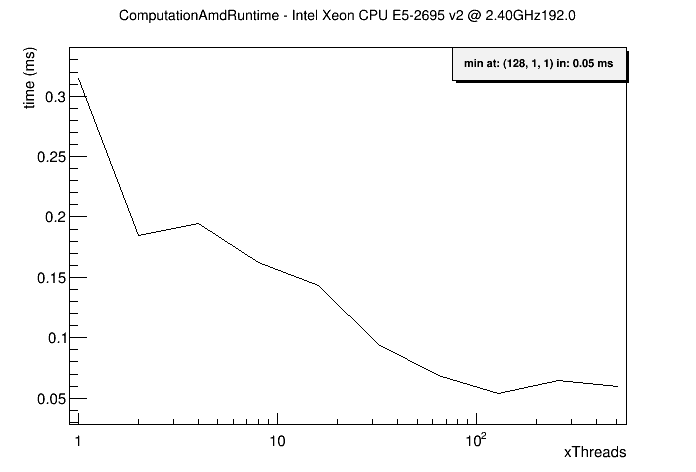 ComputationAmdRuntime - Intel Xeon CPU E5-2695 v2 @ 2.40GHz192.0
time (ms)
min at: (128, 1, 1) in: 0.05 ms
0.3
0.25
0.2
0.15
0.1
0.05
1
10
10²
xThreads